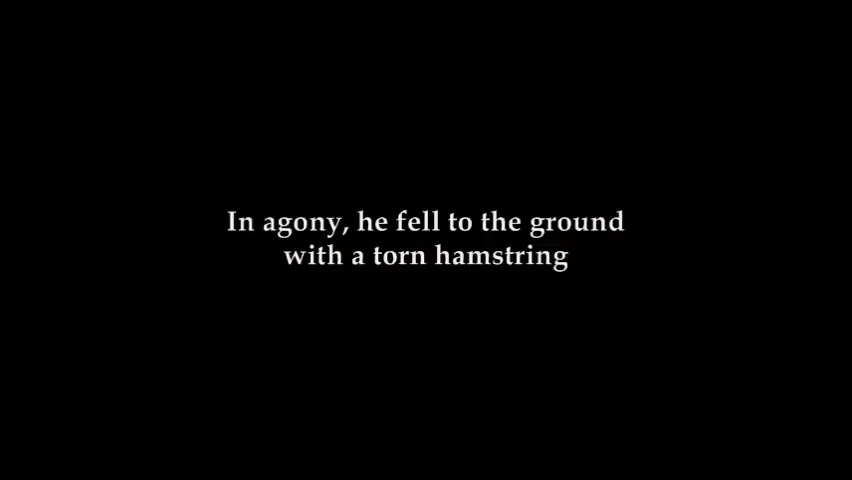 In agony, he fell to the ground
with a torn hamstring